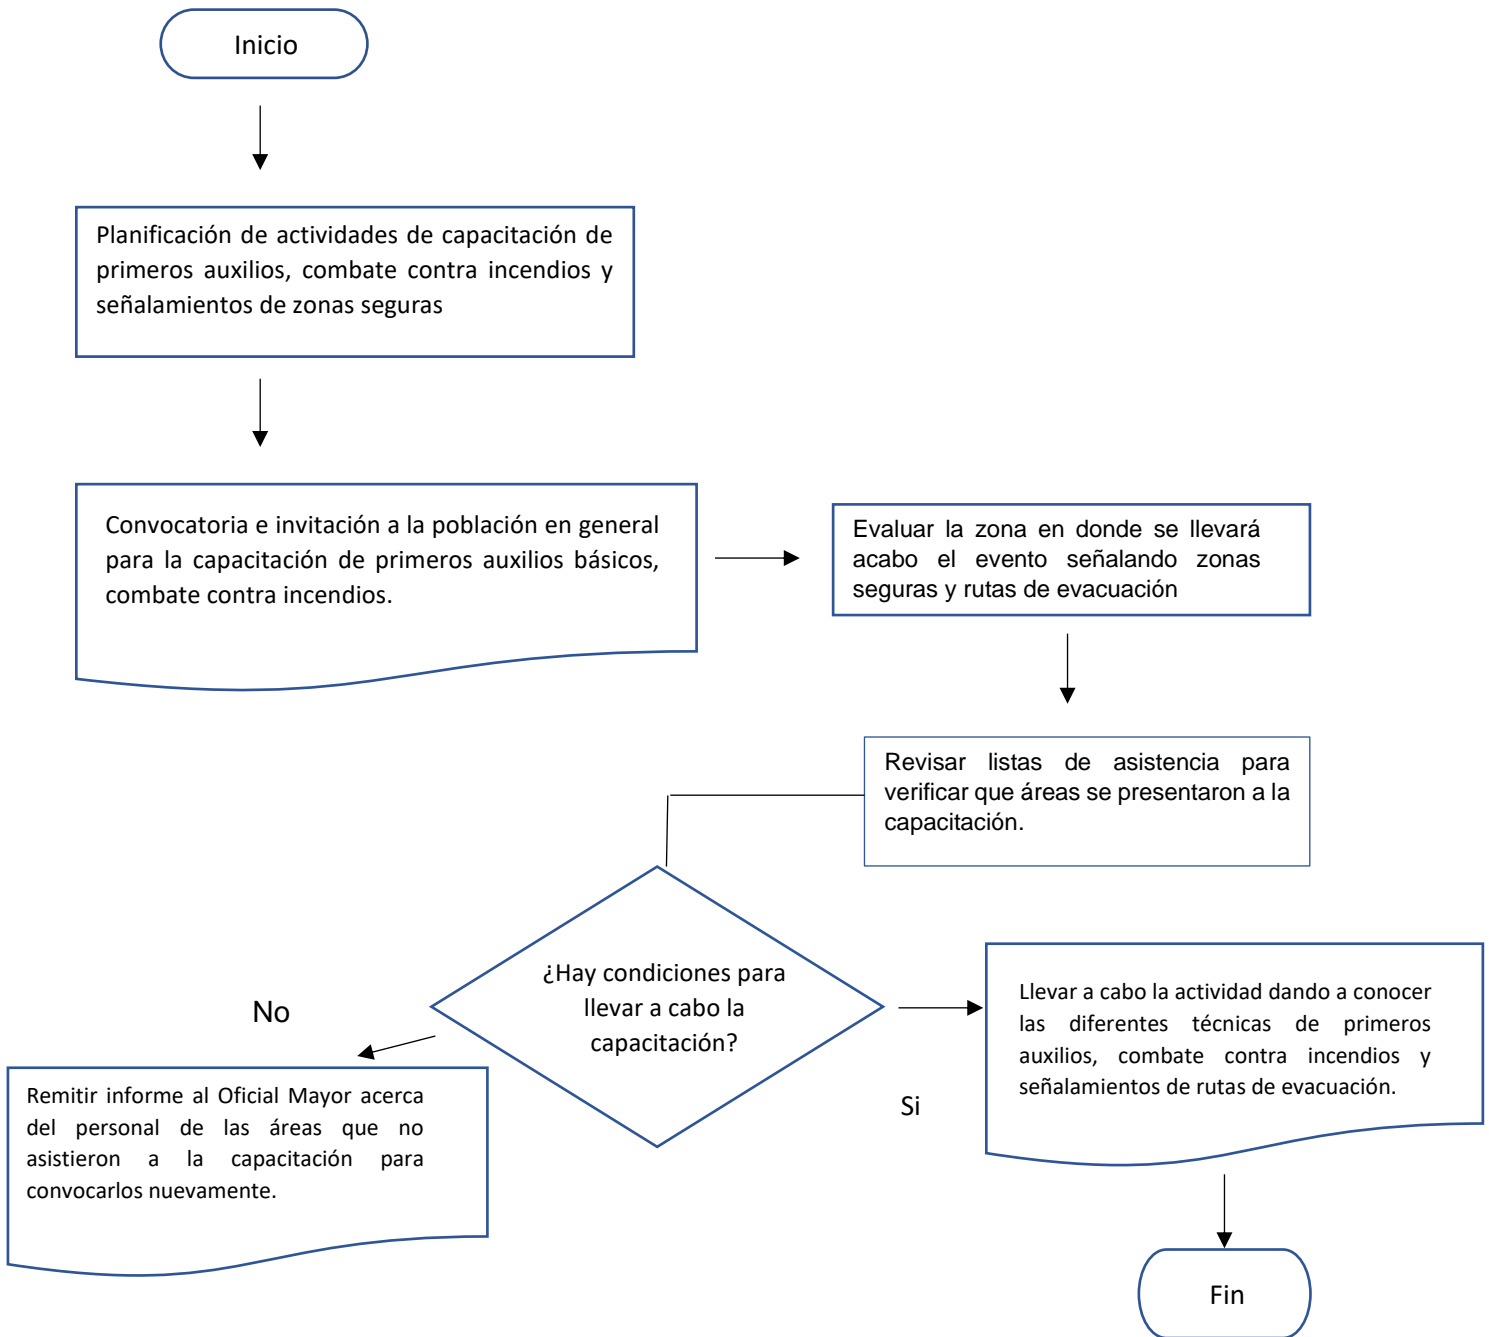 Inicio
Planificación de actividades de capacitación de
primeros auxilios, combate contra incendios y
señalamientos de zonas seguras
Convocatoria e invitación a la población en general
para la capacitación de primeros auxilios básicos,
combate contra incendios.
Evaluar la zona en donde se llevará
acabo el evento señalando zonas
seguras y rutas de evacuación
Revisar listas de asistencia para
verificar que áreas se presentaron a la
capacitación.
¿Hay condiciones para
llevar a cabo la
capacitación?
No
Remitir informe al Oficial Mayor acerca
del personal de las áreas que no
asistieron a la capacitación para
convocarlos nuevamente.
Si
Llevar a cabo la actividad dando a conocer
las diferentes técnicas de primeros
auxilios, combate contra incendios y
señalamientos de rutas de evacuación.
Fin